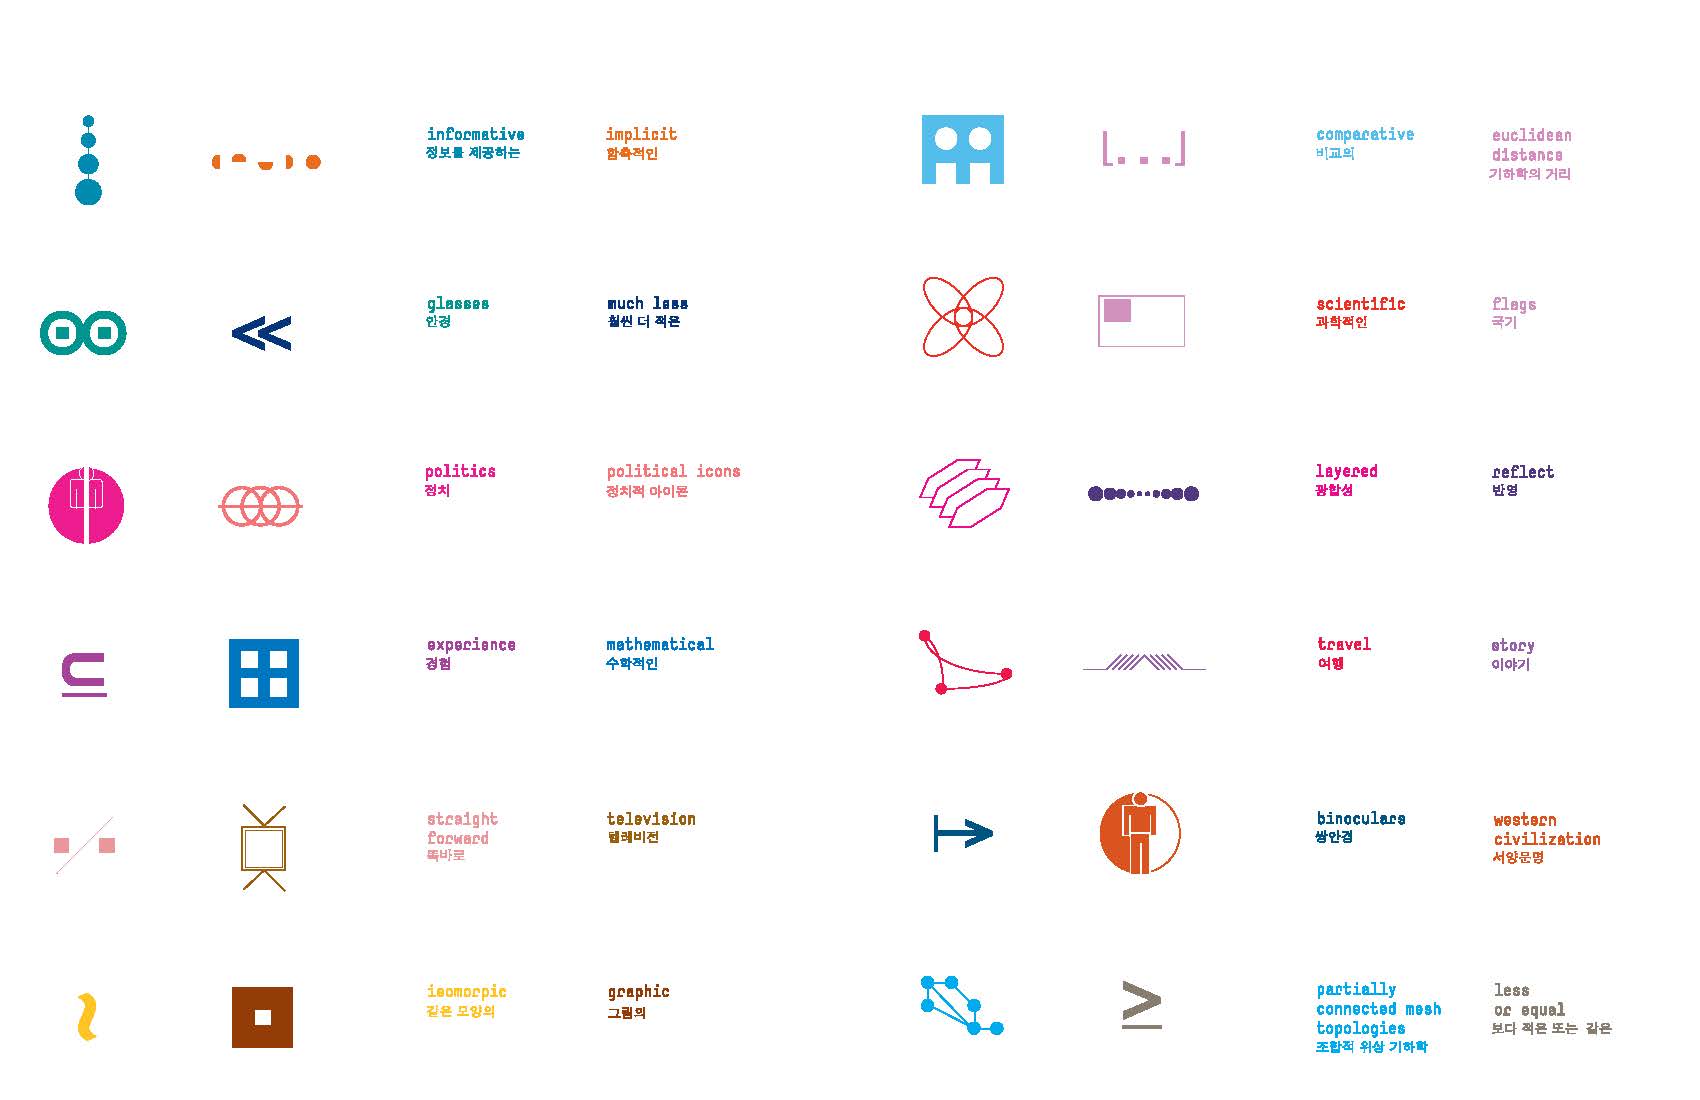 informative
정보를 제공하는
implicit
함축적인
comparative
비교의
euclidean
distance
기하학의 거리
glasses
안경
much less
훨씬 더 적은
scientific
과학적인
flags
국기
politics
정치
political icons
정치적 아이콘
layered
광합성
reflect
반영
experience
경험
mathematical
수학적인
travel
여행
story
이야기
straight
forward
똑바로
television
텔레비전
binoculars
쌍안경
western
civilization
서양문명
isomorpic
같은 모양의
graphic
그림의
partially
connected mesh
topologies
조합적 위상 기하학
less
or equal
보다 적은 또는 같은